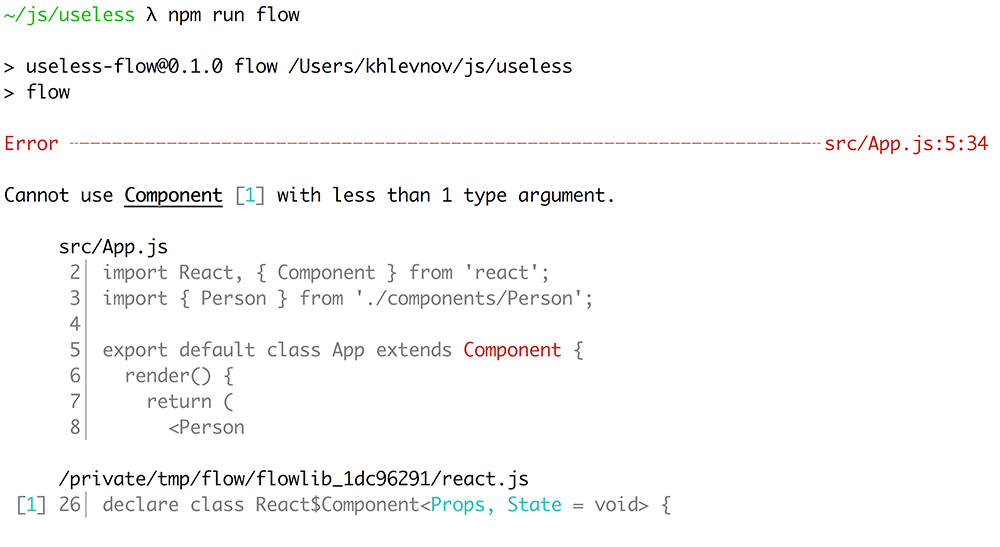 ~/js/useless λ npm run flow
> useless-flow@0.1.0 flow /Users/khlevnov/js/useless
> flow
Error ---------------------------------------------------------------------- src/App.js:5:34
Cannot use Component [1] with less than 1 type argument.
src/App.js
2| import React, { Component } from 'react';
3| import { Person } from './components/Person';
4|
5| export default class App extends Component {
6|   render() {
7|     return (
8|       <Person
/private/tmp/flow/flowlib_1dc96291/react.js
[1] 26| declare class React$Component<Props, State = void> {